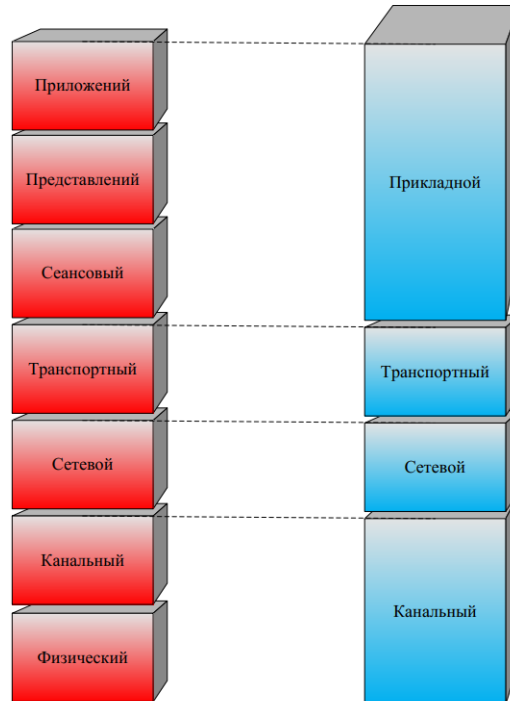 Приложений
Представлений
Сеансовый
Транспортный
Сетевой
Канальный
Физический
Прикладной
Транспортный
Сетевой
Канальный